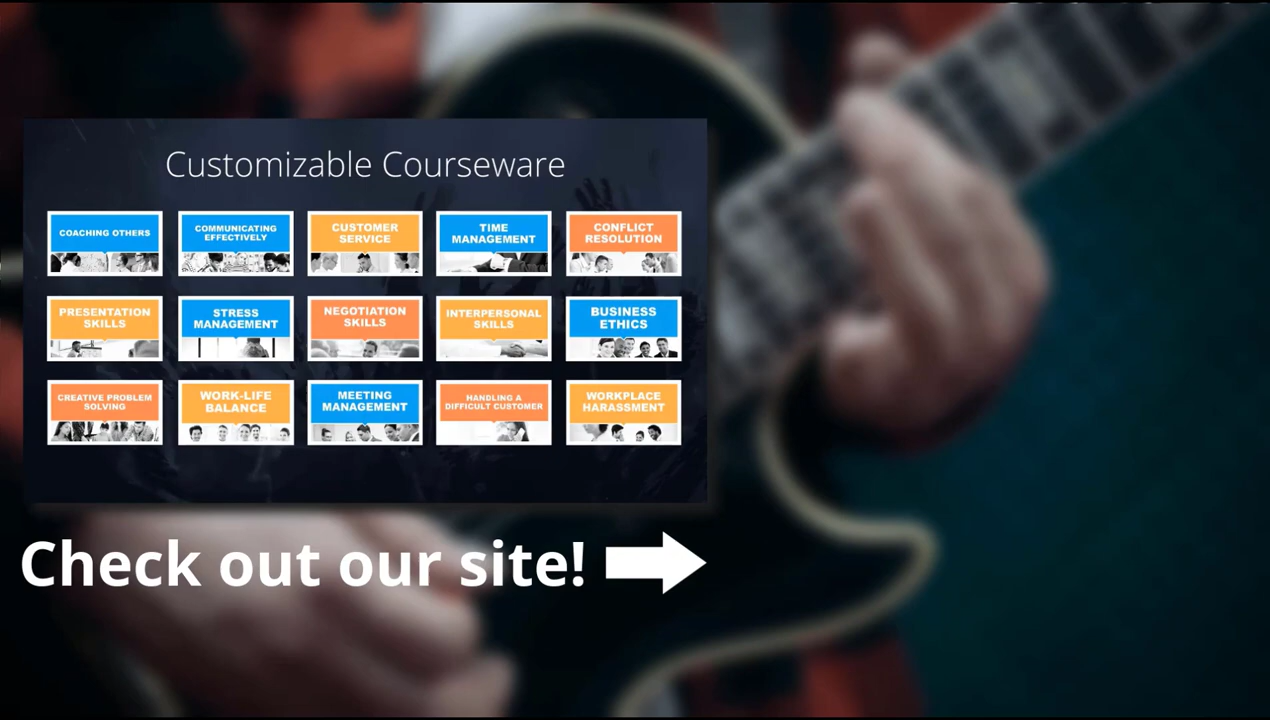 Customizable Courseware
COACHING OTHERS
COMMUNICATING
EFFECTIVELY
CUSTOMER
SERVICE
TIME
MANAGEMENT
CONFLICT
RESOLUTION
PRESENTATION
SKILLS
STRESS
MANAGEMENT
NEGOTIATION
SKILLS
INTERPERSONAL
SKILLS
BUSINESS
ETHICS
CREATIVE PROBLEM
SOLVING
WORK-LIFE
BALANCE
MEETING
MANAGEMENT
HANDLING A
DIFFICULT CUSTOMER
WORKPLACE
HARASSMENT
Check out our site!